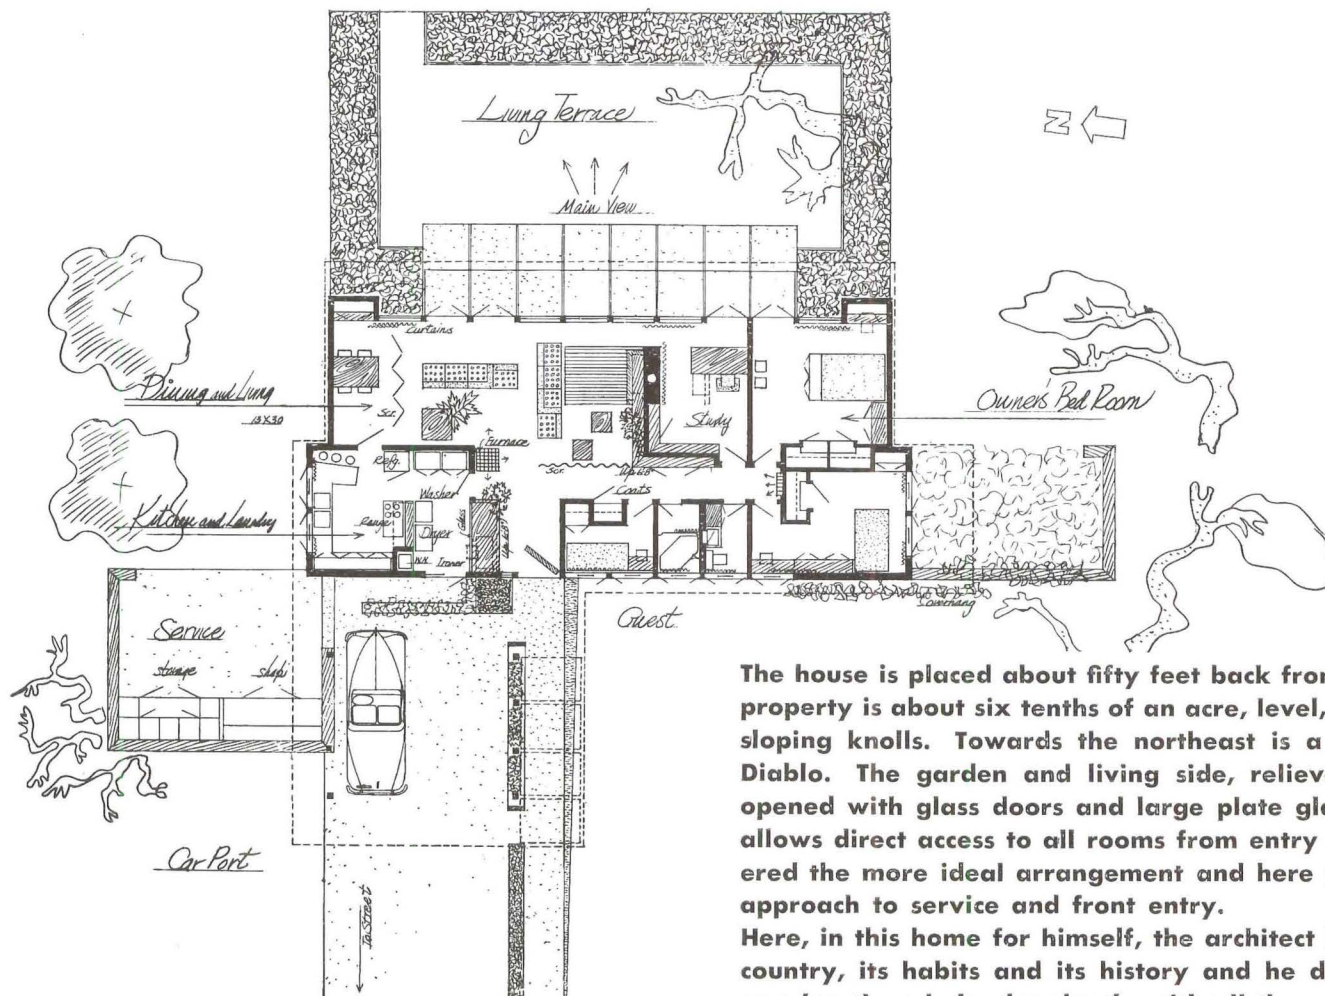 Living Terrace
N
Main View
Curtains
Dining and Living
13X30
Scr.
Study
Owner's Bed Room
Furnace
Refg.
Washer
Scr.
Coats
Kitchen and Laundry
Range
Dryer
Glass
W.H.
Ironer
Guest
Overhang
Service
storage
shop
Car Port
To Street
The house is placed about fifty feet back fro
property is about six tenths of an acre, level,
sloping knolls. Towards the northeast is a
Diablo. The garden and living side, reliev
opened with glass doors and large plate gl
allows direct access to all rooms from entry
ered the more ideal arrangement and here
approach to service and front entry.
Here, in this home for himself, the architect
country, its habits and its history and he d